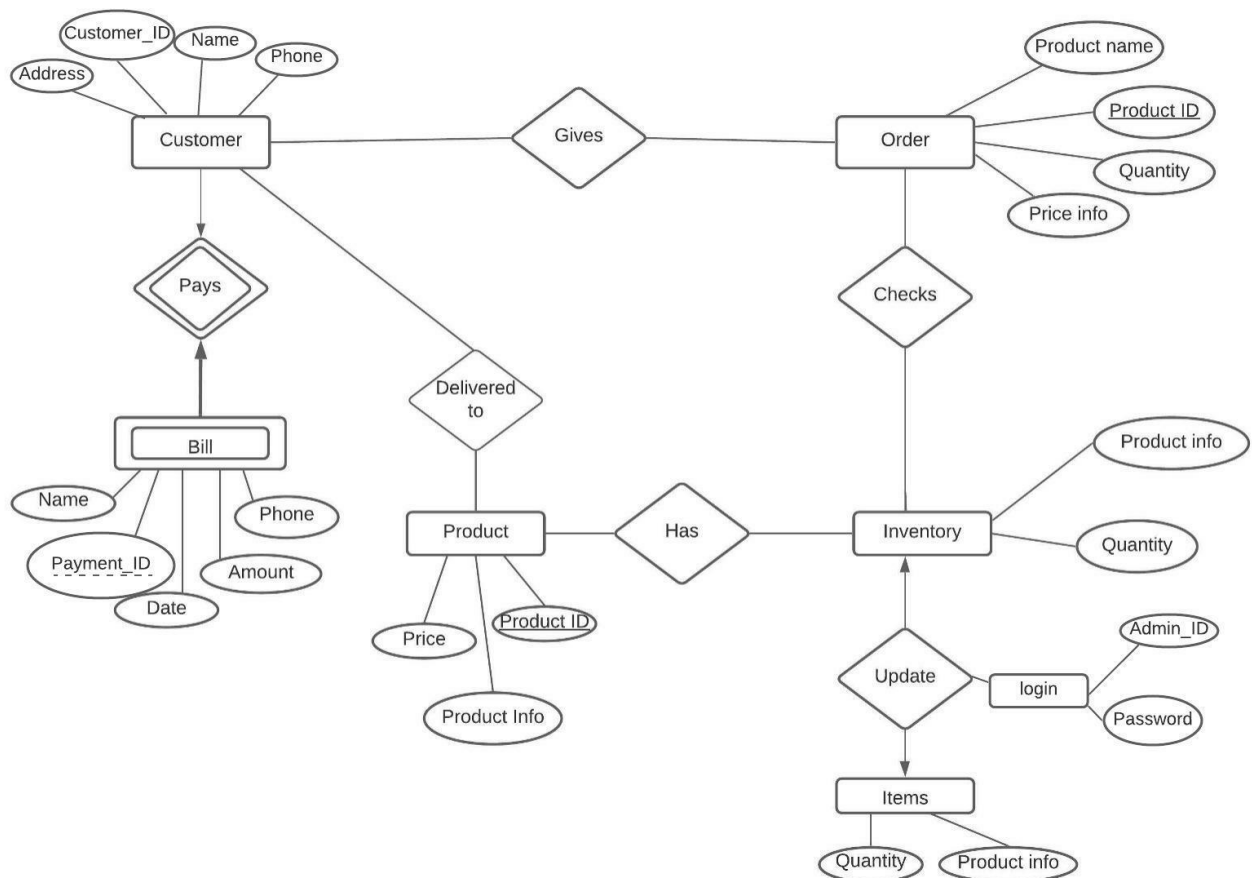 Customer_ID
Name
Phone
Address
Customer
Gives
Order
Product name
Product ID
Quantity
Price info
Pays
Checks
Delivered
to
Bill
Name
Payment_ID
Date
Amount
Phone
Product
Has
Inventory
Product info
Quantity
Price
Product Info
Product ID
Update
login
Admin_ID
Password
Items
Quantity
Product info